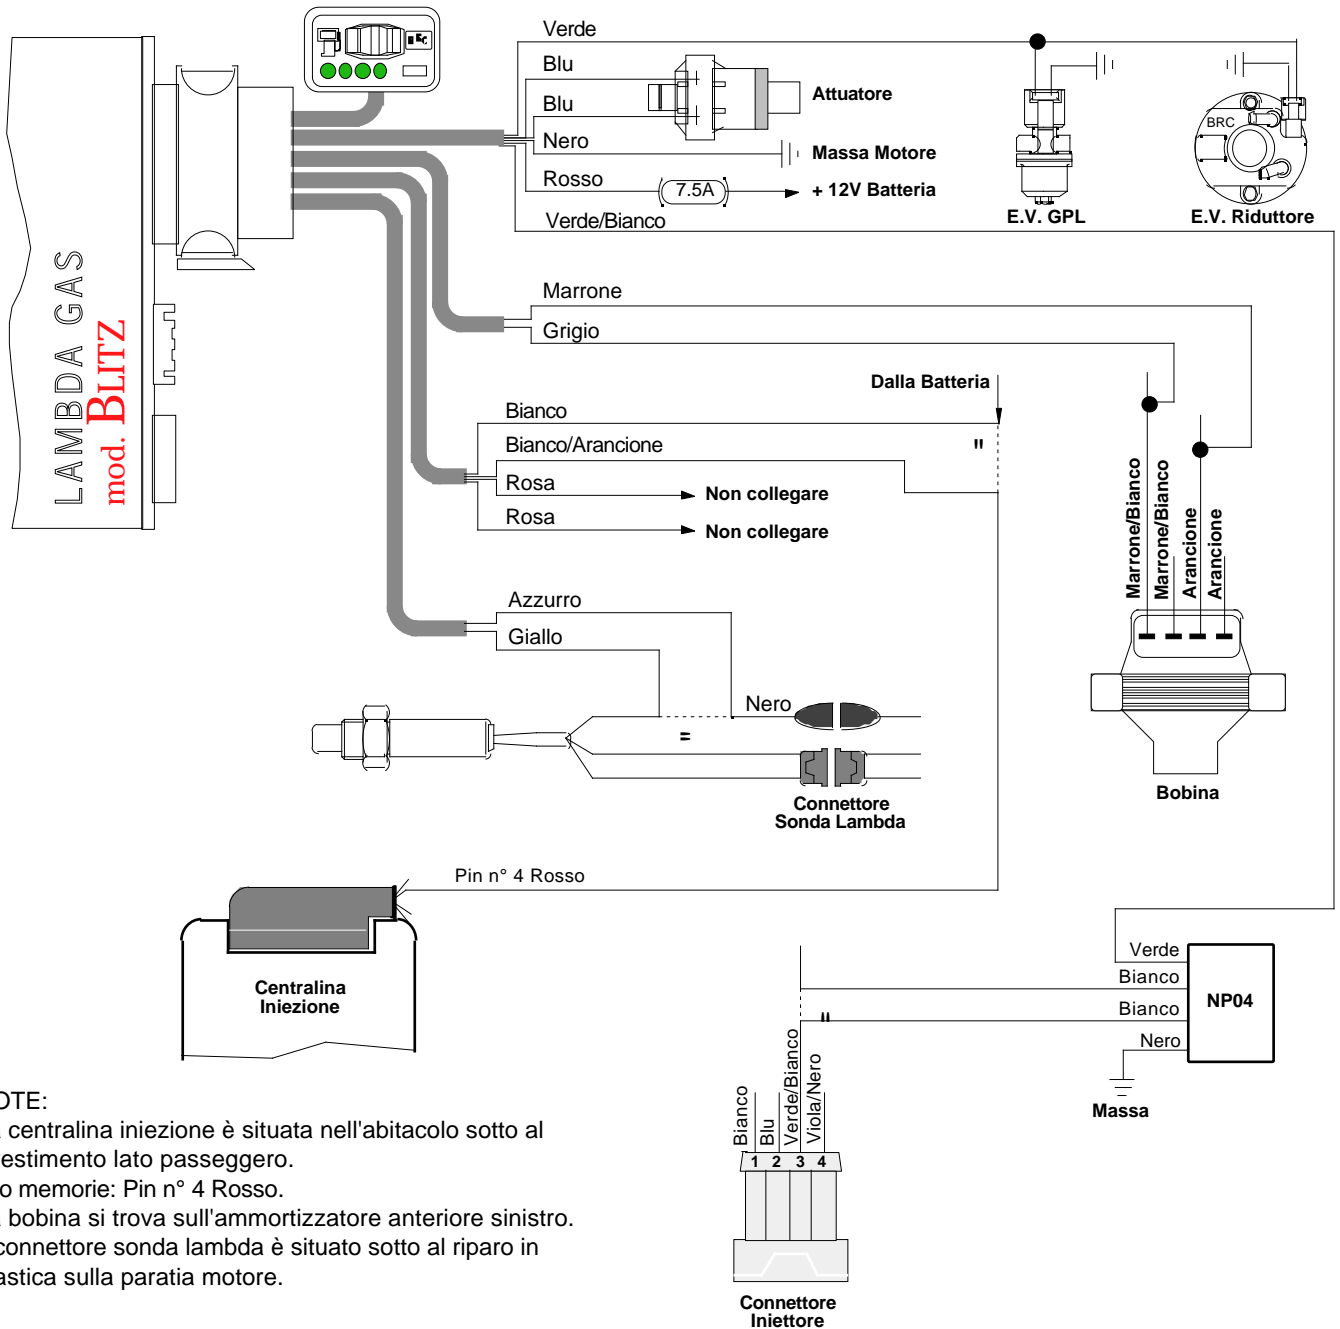 Verde
Blu
Attuatore
Blu
Nero
Massa Motore
Rosso
7.5A
+ 12V Batteria
Verde/Bianco
BRC
E.V. GPL
E.V. Riduttore
LAMBDA GAS
mod. BLITZ
Marrone
Grigio
Dalla Batteria
Bianco
Bianco/Arancione
Rosa
Non collegare
Rosa
Non collegare
Marrone/Bianco
Marrone/Bianco
Arancione
Arancione
Bobina
Azzurro
Giallo
Nero
Connettore
Sonda Lambda
Pin n° 4 Rosso
Centralina
Iniezione
Verde
Bianco
Bianco
Nero
NP04
Massa
Bianco
Blu
Verde/Bianco
Viola/Nero
1 2 3 4
Connettore
Iniettore
OTE:
centralina iniezione è situata nell'abitacolo sotto al
estimento lato passeggero.
o memorie: Pin n° 4 Rosso.
bobina si trova sull'ammortizzatore anteriore sinistro.
connettore sonda lambda è situato sotto al riparo in
astica sulla paratia motore.